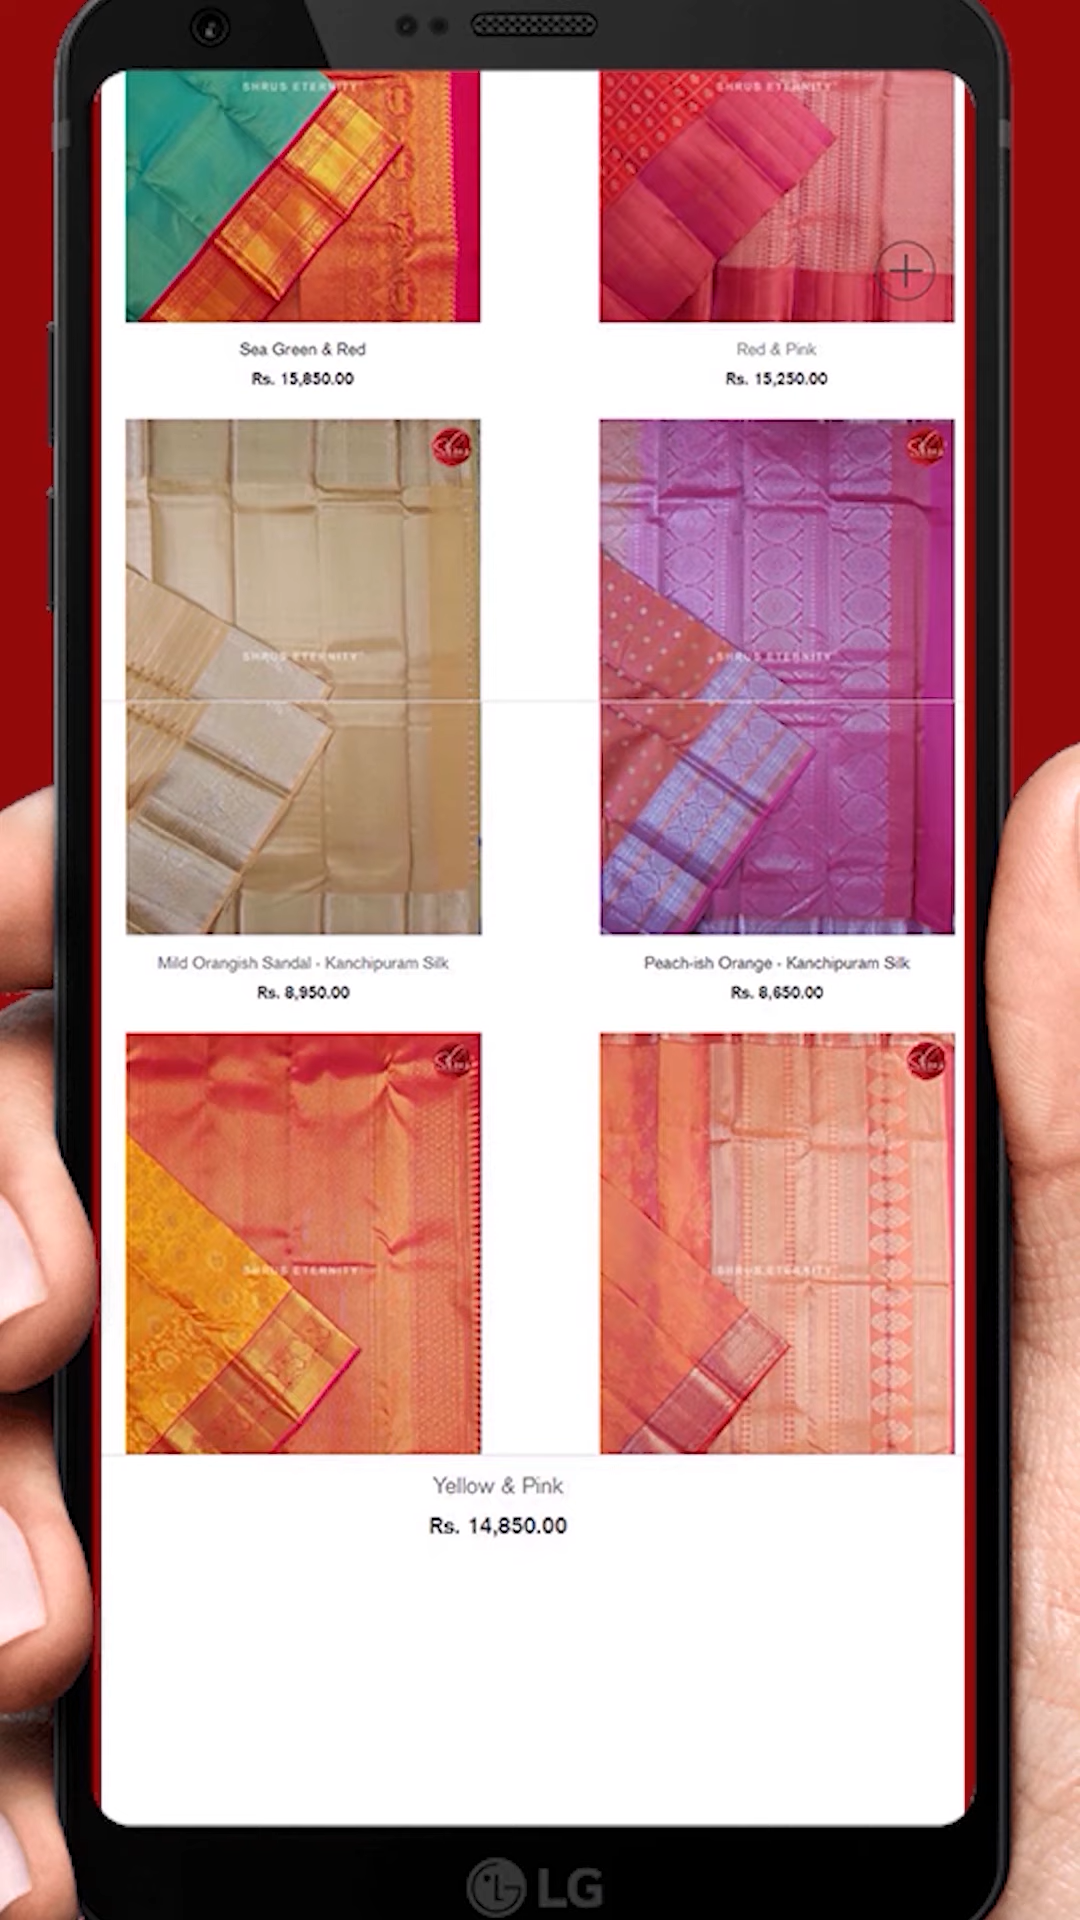 SHRUS ETERNITY
SHRUS ETERNITY
Sea Green & Red
Rs. 15,850.00
Red & Pink
Rs. 15,250.00
SHRUS ETERNITY
SHRUS ETERNITY
Mild Orangish Sandal - Kanchipuram Silk
Rs. 8,950.00
Peach-ish Orange - Kanchipuram Silk
Rs. 8,650.00
SHRUS ETERNITY
SHRUS ETERNITY
Yellow & Pink
Rs. 14,850.00
LG